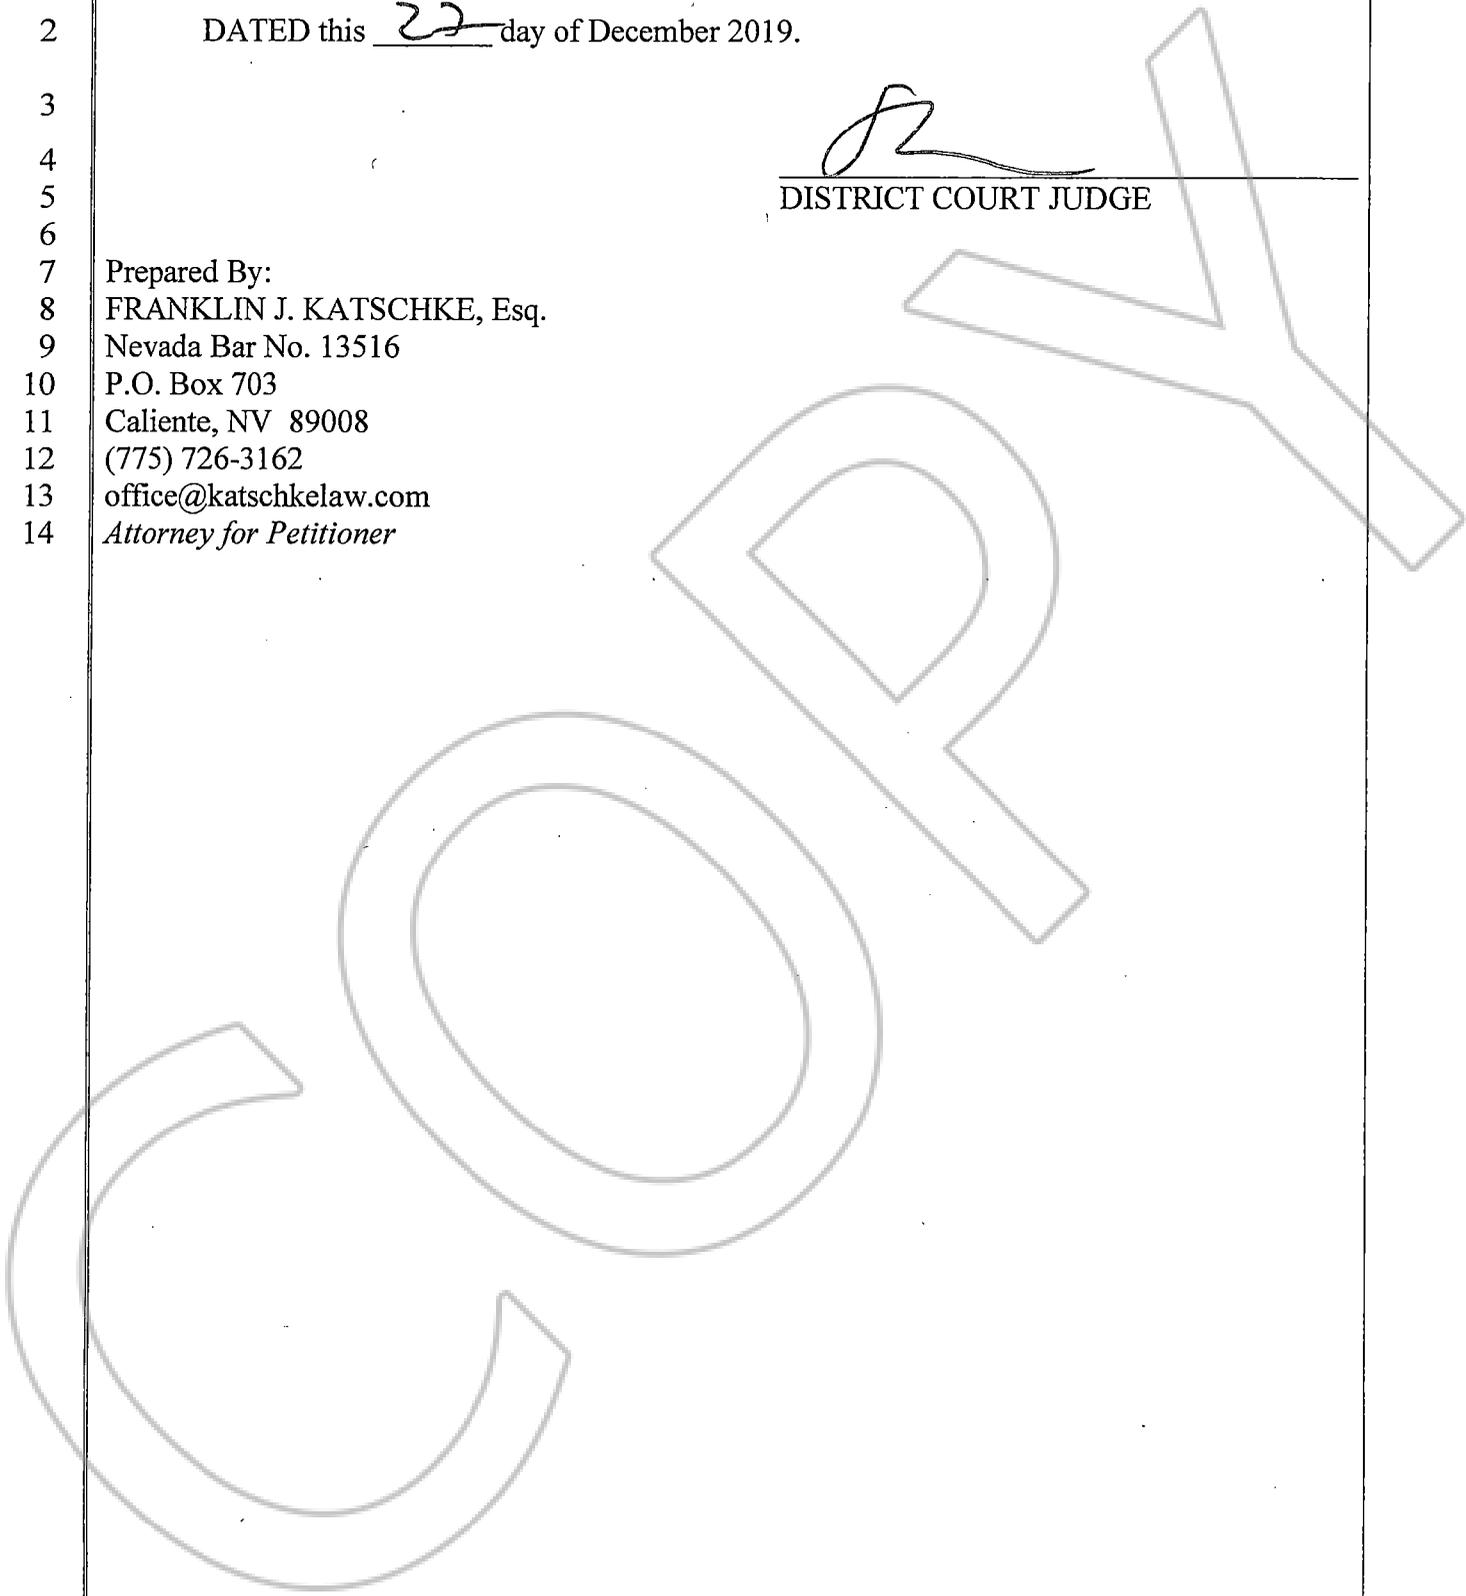 2 DATED this 22 day of December 2019.
3
4
5 DISTRICT COURT JUDGE
6
7 Prepared By:
8 FRANKLIN J. KATSCHKE, Esq.
9 Nevada Bar No. 13516
10 P.O. Box 703
11 Caliente, NV 89008
12 (775) 726-3162
13 office@katschkelaw.com
14 Attorney for Petitioner
COPY